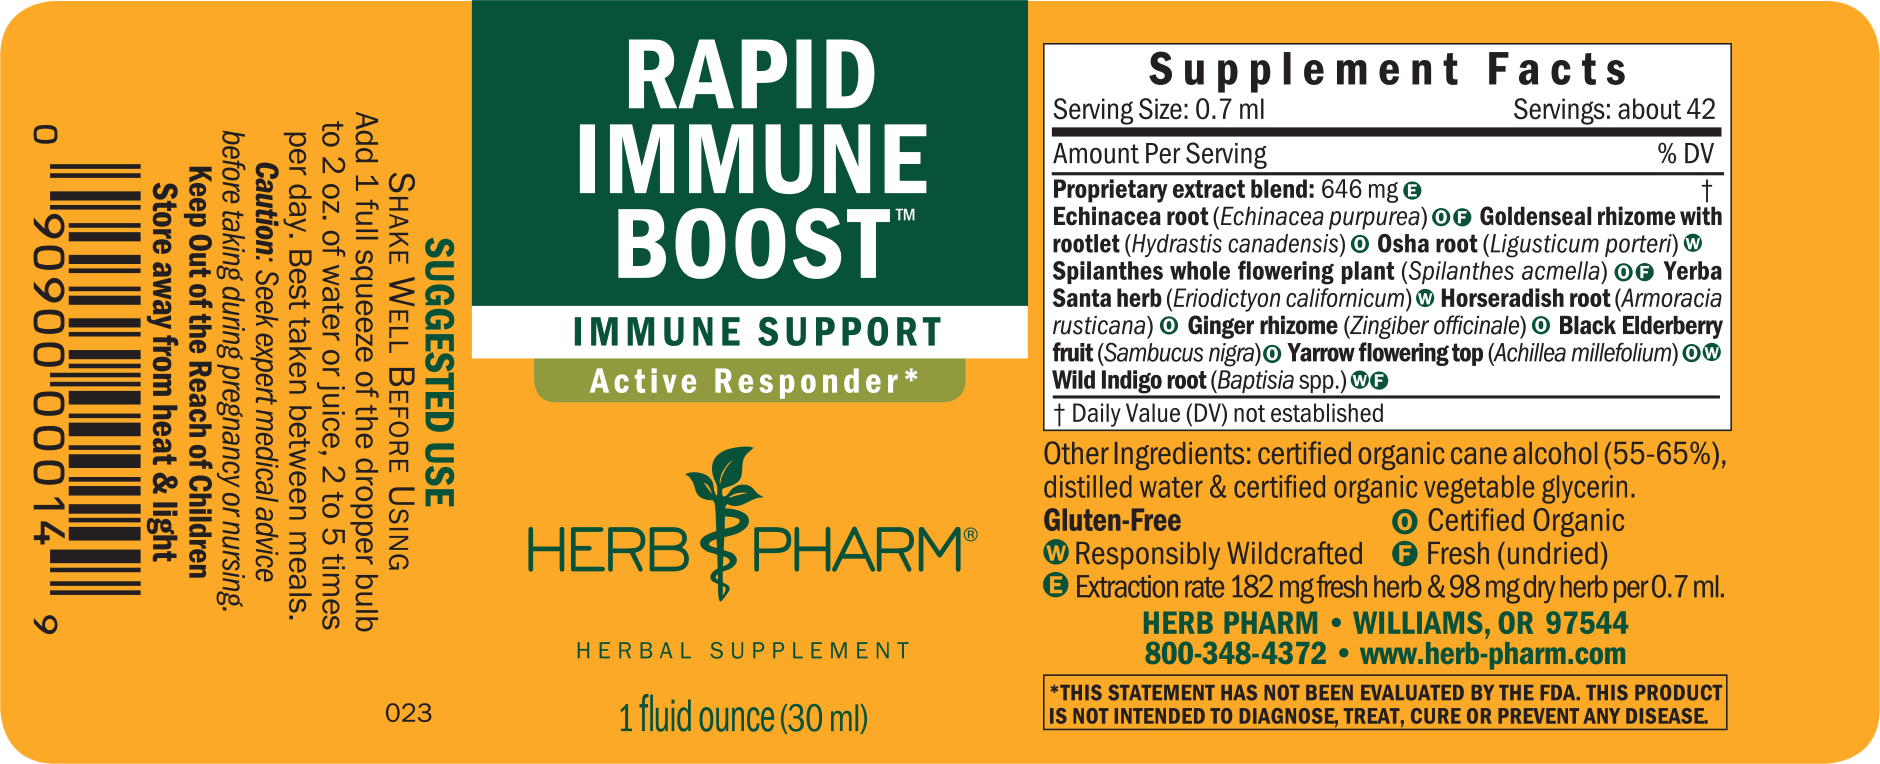 SUGGESTED USE
SHAKE WELL BEFORE USING
Add 1 full squeeze of the dropper bulb
to 2 oz. of water or juice, 2 to 5 times
per day. Best taken between meals.
Caution: Seek expert medical advice
before taking during pregnancy or nursing.
Keep Out of the Reach of Children
Store away from heat & light
0 90900 00014 9
023
RAPID
IMMUNE
BOOST™
IMMUNE SUPPORT
Active Responder*
HERB PHARM®
HERBAL SUPPLEMENT
1 fluid ounce (30 ml)
Supplement Facts
Serving Size: 0.7 ml Servings: about 42
Amount Per Serving % DV
Proprietary extract blend: 646 mg E †
Echinacea root (Echinacea purpurea) O F Goldenseal rhizome with
rootlet (Hydrastis canadensis) O Osha root (Ligusticum porteri) W
Spilanthes whole flowering plant (Spilanthes acmella) O F Yerba
Santa herb (Eriodictyon californicum) W Horseradish root (Armoracia
rusticana) O Ginger rhizome (Zingiber officinale) O Black Elderberry
fruit (Sambucus nigra) O Yarrow flowering top (Achillea millefolium) O W
Wild Indigo root (Baptisia spp.) W F
† Daily Value (DV) not established
Other Ingredients: certified organic cane alcohol (55-65%),
distilled water & certified organic vegetable glycerin.
Gluten-Free O Certified Organic
W Responsibly Wildcrafted F Fresh (undried)
E Extraction rate 182 mg fresh herb & 98 mg dry herb per 0.7 ml.
HERB PHARM • WILLIAMS, OR 97544
800-348-4372 • www.herb-pharm.com
*THIS STATEMENT HAS NOT BEEN EVALUATED BY THE FDA. THIS PRODUCT
IS NOT INTENDED TO DIAGNOSE, TREAT, CURE OR PREVENT ANY DISEASE.